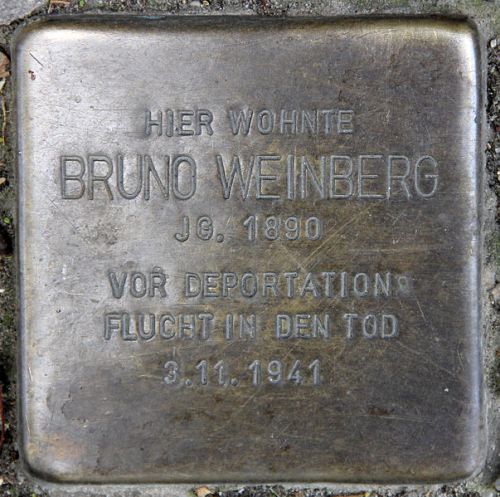 HIER WOHNTE
BRUNO WEINBERG
JG. 1890
VOR DEPORTATION
FLUCHT IN DEN TOD
3.11.1941